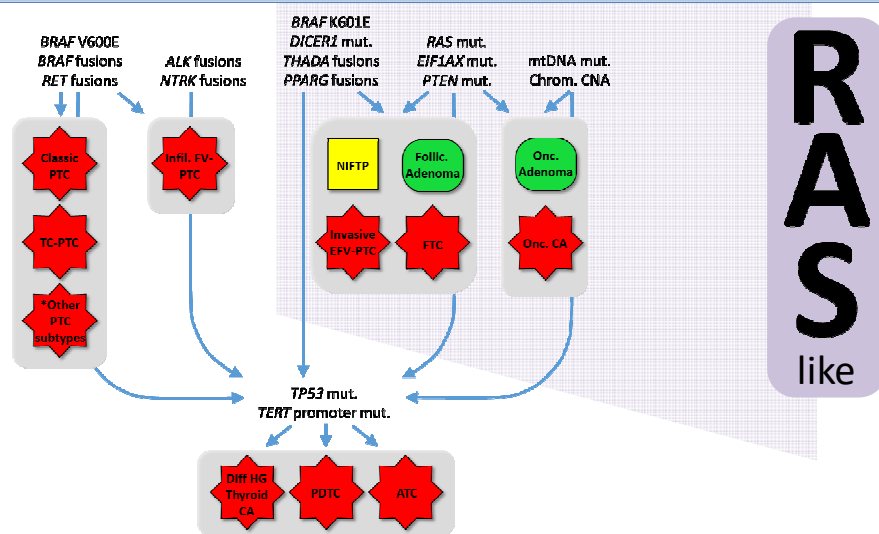 BRAF V600E
BRAF fusions
RET fusions
ALK fusions
NTRK fusions
BRAF K601E
DICER1 mut.
THADA fusions
PPARG fusions
RAS mut.
EIF1AX mut.
PTEN mut.
mtDNA mut.
Chrom. CNA
R
A
S
like
Classic
PTC
TC-PTC
*Other
PTC
subtypes
Infil. FV-
PTC
NIFTP
Follic.
Adenoma
Invasive
EFV-PTC
FTC
Onc.
Adenoma
Onc. CA
TP53 mut.
TERT promoter mut.
Diff HG
Thyroid
CA
PDTC
ATC